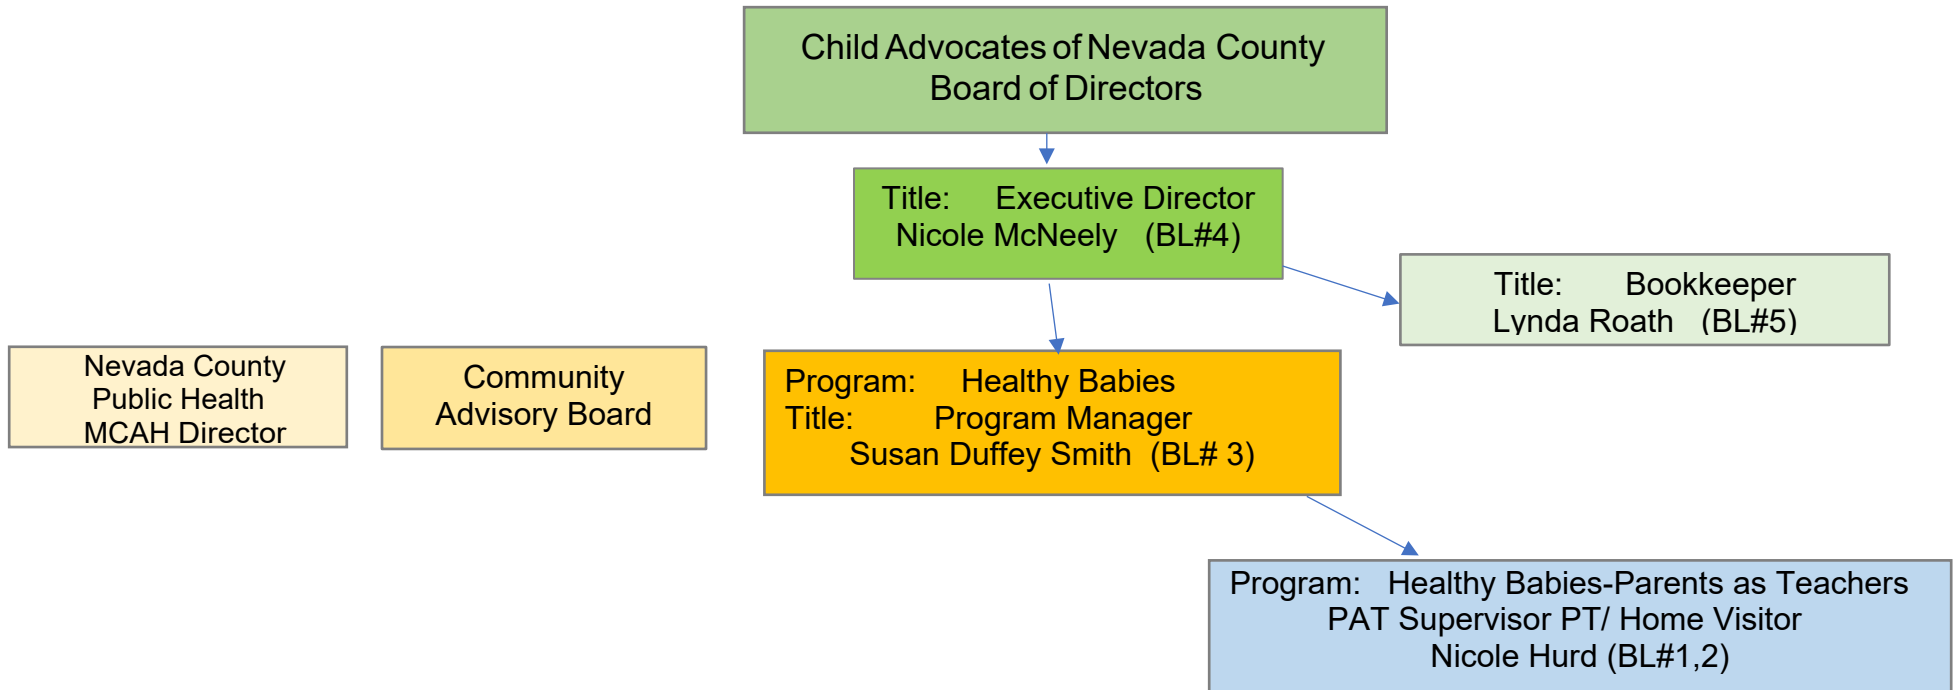 Child Advocates of Nevada County
Board of Directors
Title: Executive Director
Nicole McNeely (BL#4)
Title: Bookkeeper
Lynda Roath (BL#5)
Nevada County
Public Health
MCAH Director
Community
Advisory Board
Program: Healthy Babies
Title: Program Manager
Susan Duffey Smith (BL# 3)
Program: Healthy Babies-Parents as Teachers
PAT Supervisor PT/ Home Visitor
Nicole Hurd (BL#1,2)